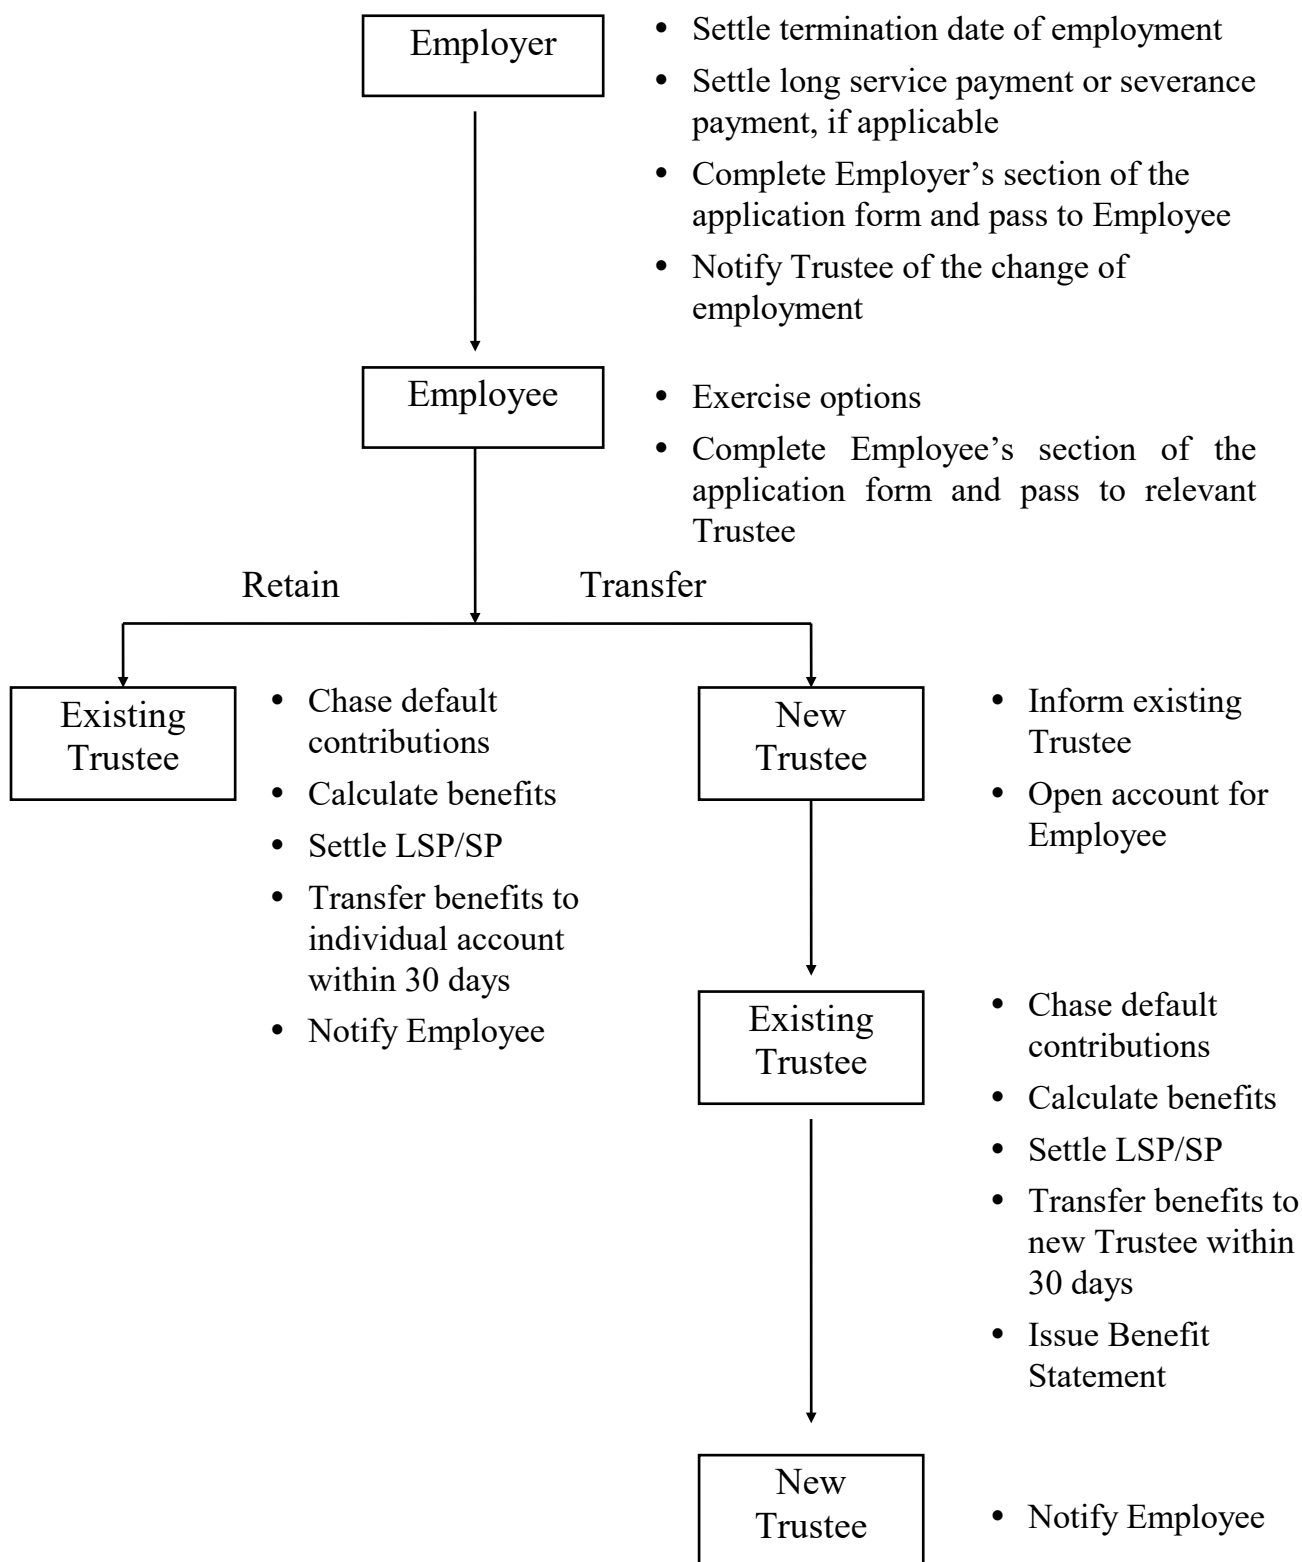 Employer
• Settle termination date of employment
• Settle long service payment or severance
payment, if applicable
• Complete Employer’s section of the
application form and pass to Employee
• Notify Trustee of the change of
employment
Employee
• Exercise options
• Complete Employee’s section of the
application form and pass to relevant
Trustee
Retain
Transfer
Existing
Trustee
• Chase default
contributions
• Calculate benefits
• Settle LSP/SP
• Transfer benefits to
individual account
within 30 days
• Notify Employee
New
Trustee
• Inform existing
Trustee
• Open account for
Employee
Existing
Trustee
• Chase default
contributions
• Calculate benefits
• Settle LSP/SP
• Transfer benefits to
new Trustee within
30 days
• Issue Benefit
Statement
New
Trustee
• Notify Employee